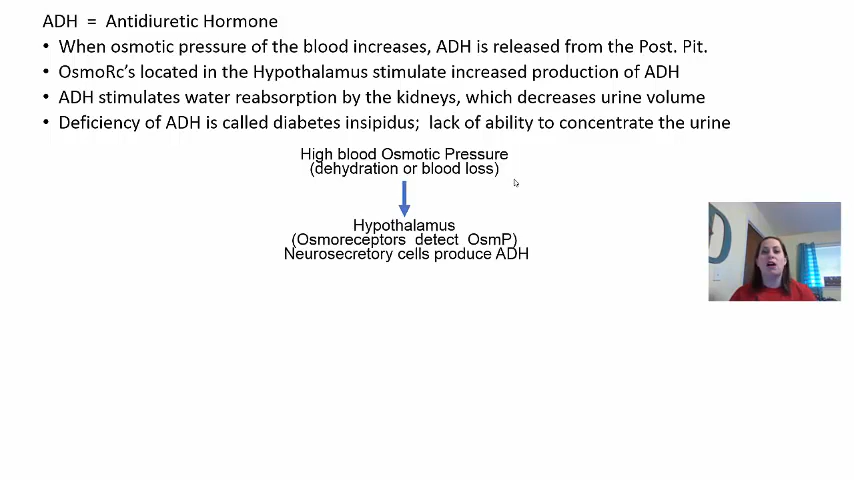 ADH = Antidiuretic Hormone
• When osmotic pressure of the blood increases, ADH is released from the Post. Pit.
• OsmoRc's located in the Hypothalamus stimulate increased production of ADH
• ADH stimulates water reabsorption by the kidneys, which decreases urine volume
• Deficiency of ADH is called diabetes insipidus; lack of ability to concentrate the urine
High blood Osmotic Pressure
(dehydration or blood loss)
Hypothalamus
(Osmoreceptors detect OsmP)
Neurosecretory cells produce ADH